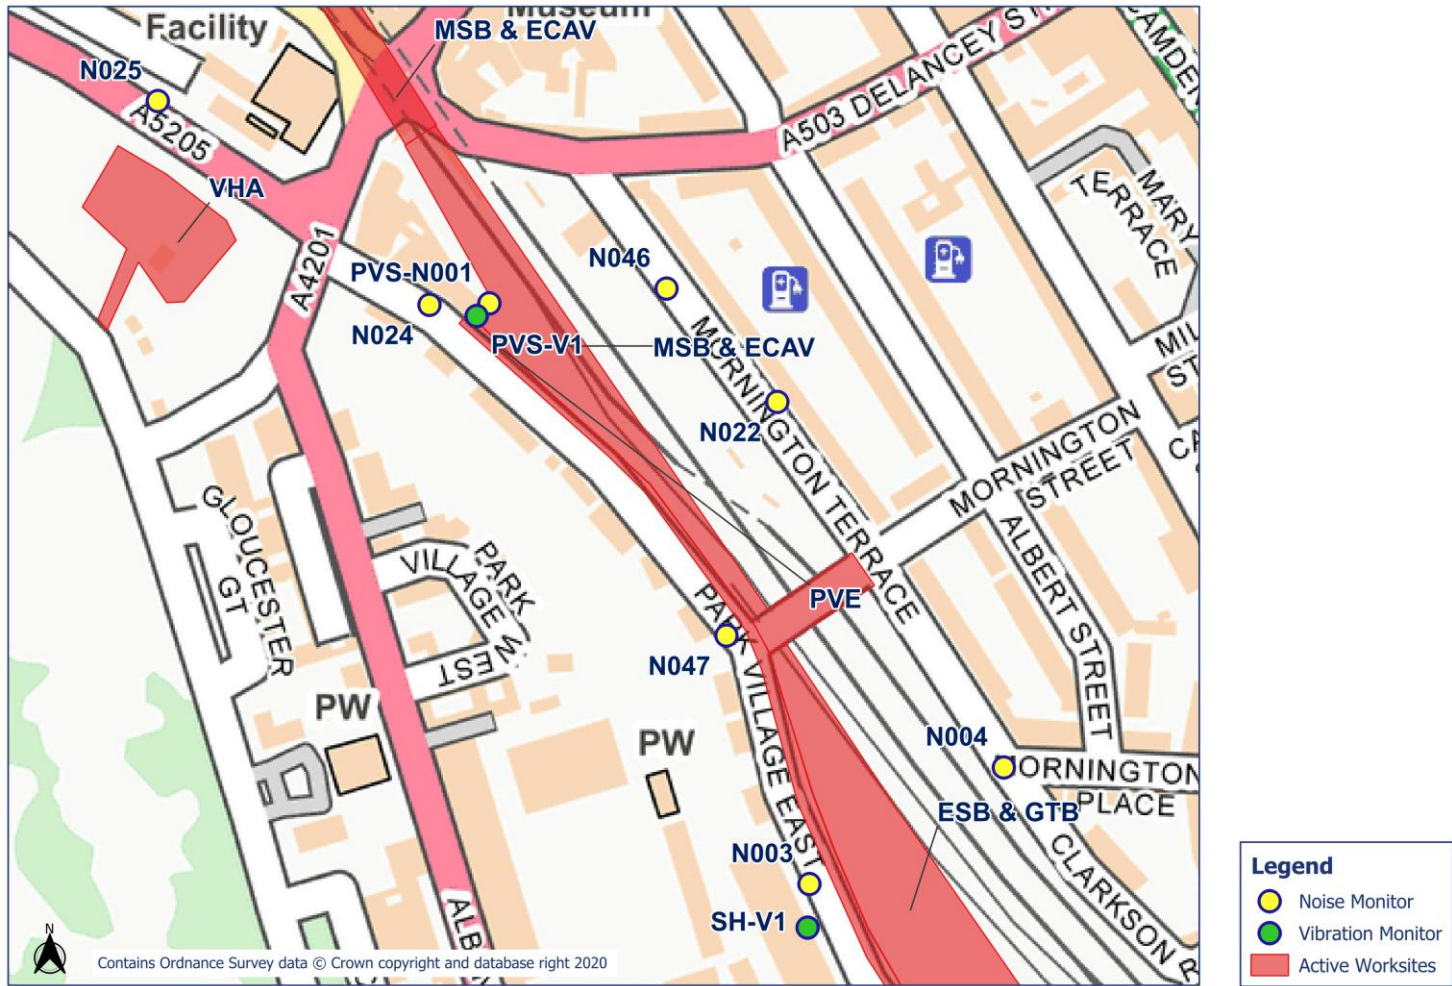 Facility
Museum
MSB & ECAV
N025
A5205
VHA
A4201
A503 DELANCEY ST
CAMDEN
MARY
TERRACE
PVS-N001
N024
PVS-V1
N046
MSB & ECAV
N022
MORNINGTON TERRACE
MORNINGTON
STREET
ALBERT STREET
GLOUCESTER
GT
PARK
VILLAGE
WEST
PVE
N047
PARK VILLAGE EAST
PW
PW
N004
MORNINGTON
PLACE
ESB & GTB
N003
SH-V1
CLARKSON R
ALB
N
Contains Ordnance Survey data © Crown copyright and database right 2020
Legend
Noise Monitor
Vibration Monitor
Active Worksites